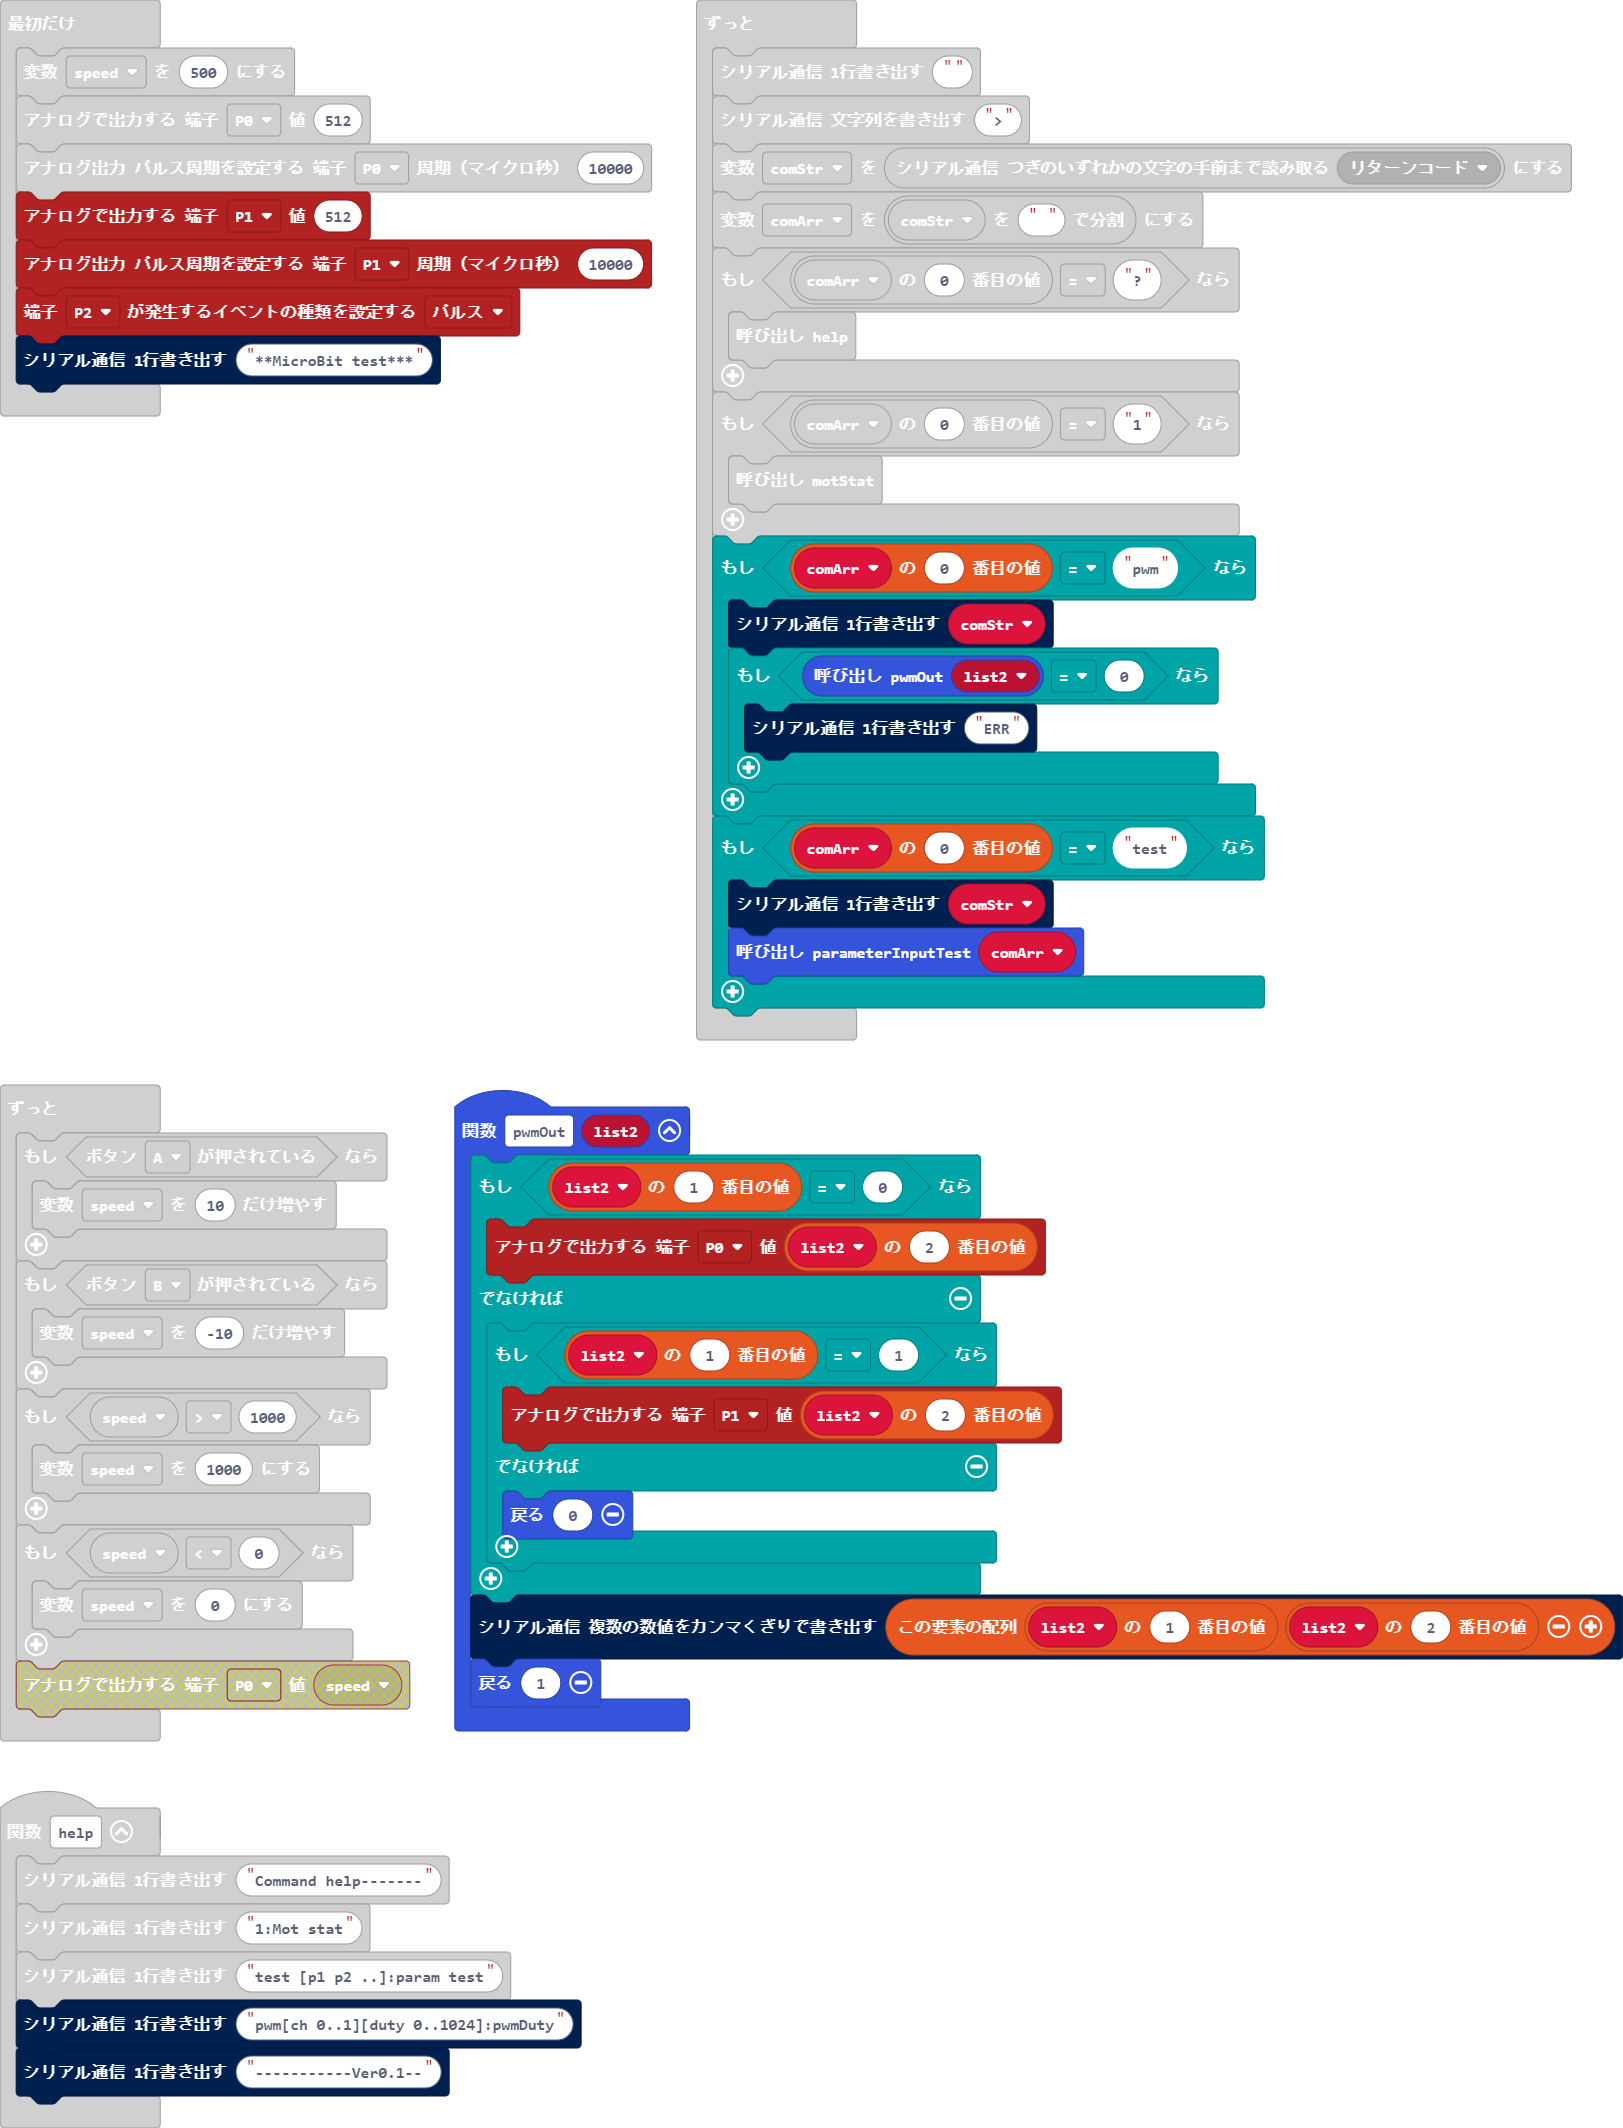 最初だけ
変数 speed を 500 にする
アナログで出力する 端子 P0 値 512
アナログ出力 パルス周期を設定する 端子 P0 周期（マイクロ秒） 10000
アナログで出力する 端子 P1 値 512
アナログ出力 パルス周期を設定する 端子 P1 周期（マイクロ秒） 10000
端子 P2 が発生するイベントの種類を設定する パルス
シリアル通信 1行書き出す "**MicroBit test***"
ずっと
シリアル通信 1行書き出す " "
シリアル通信 文字列を書き出す ">"
変数 comStr を シリアル通信 つぎのいずれかの文字の手前まで読み取る リターンコード にする
変数 comArr を comStr を " " で分割 にする
もし comArr の 0 番目の値 = "?" なら
呼び出し help
もし comArr の 0 番目の値 = "1" なら
呼び出し motStat
もし comArr の 0 番目の値 = "pwm" なら
シリアル通信 1行書き出す comStr
もし 呼び出し pwmOut list2 = 0 なら
シリアル通信 1行書き出す "ERR"
もし comArr の 0 番目の値 = "test" なら
シリアル通信 1行書き出す comStr
呼び出し parameterInputTest comArr
ずっと
もし ボタン A が押されている なら
変数 speed を 10 だけ増やす
もし ボタン B が押されている なら
変数 speed を -10 だけ増やす
もし speed > 1000 なら
変数 speed を 1000 にする
もし speed < 0 なら
変数 speed を 0 にする
アナログで出力する 端子 P0 値 speed
関数 pwmOut list2
もし list2 の 1 番目の値 = 0 なら
アナログで出力する 端子 P0 値 list2 の 2 番目の値
でなければ
もし list2 の 1 番目の値 = 1 なら
アナログで出力する 端子 P1 値 list2 の 2 番目の値
でなければ
戻る 0
シリアル通信 複数の数値をカンマくぎりで書き出す この要素の配列 list2 の 1 番目の値 list2 の 2 番目の値
戻る 1
関数 help
シリアル通信 1行書き出す "Command help-------"
シリアル通信 1行書き出す "1:Mot stat"
シリアル通信 1行書き出す "test [p1 p2 ..]:param test"
シリアル通信 1行書き出す "pwm[ch 0..1][duty 0..1024]:pwmDuty"
シリアル通信 1行書き出す "-----------Ver0.1--"